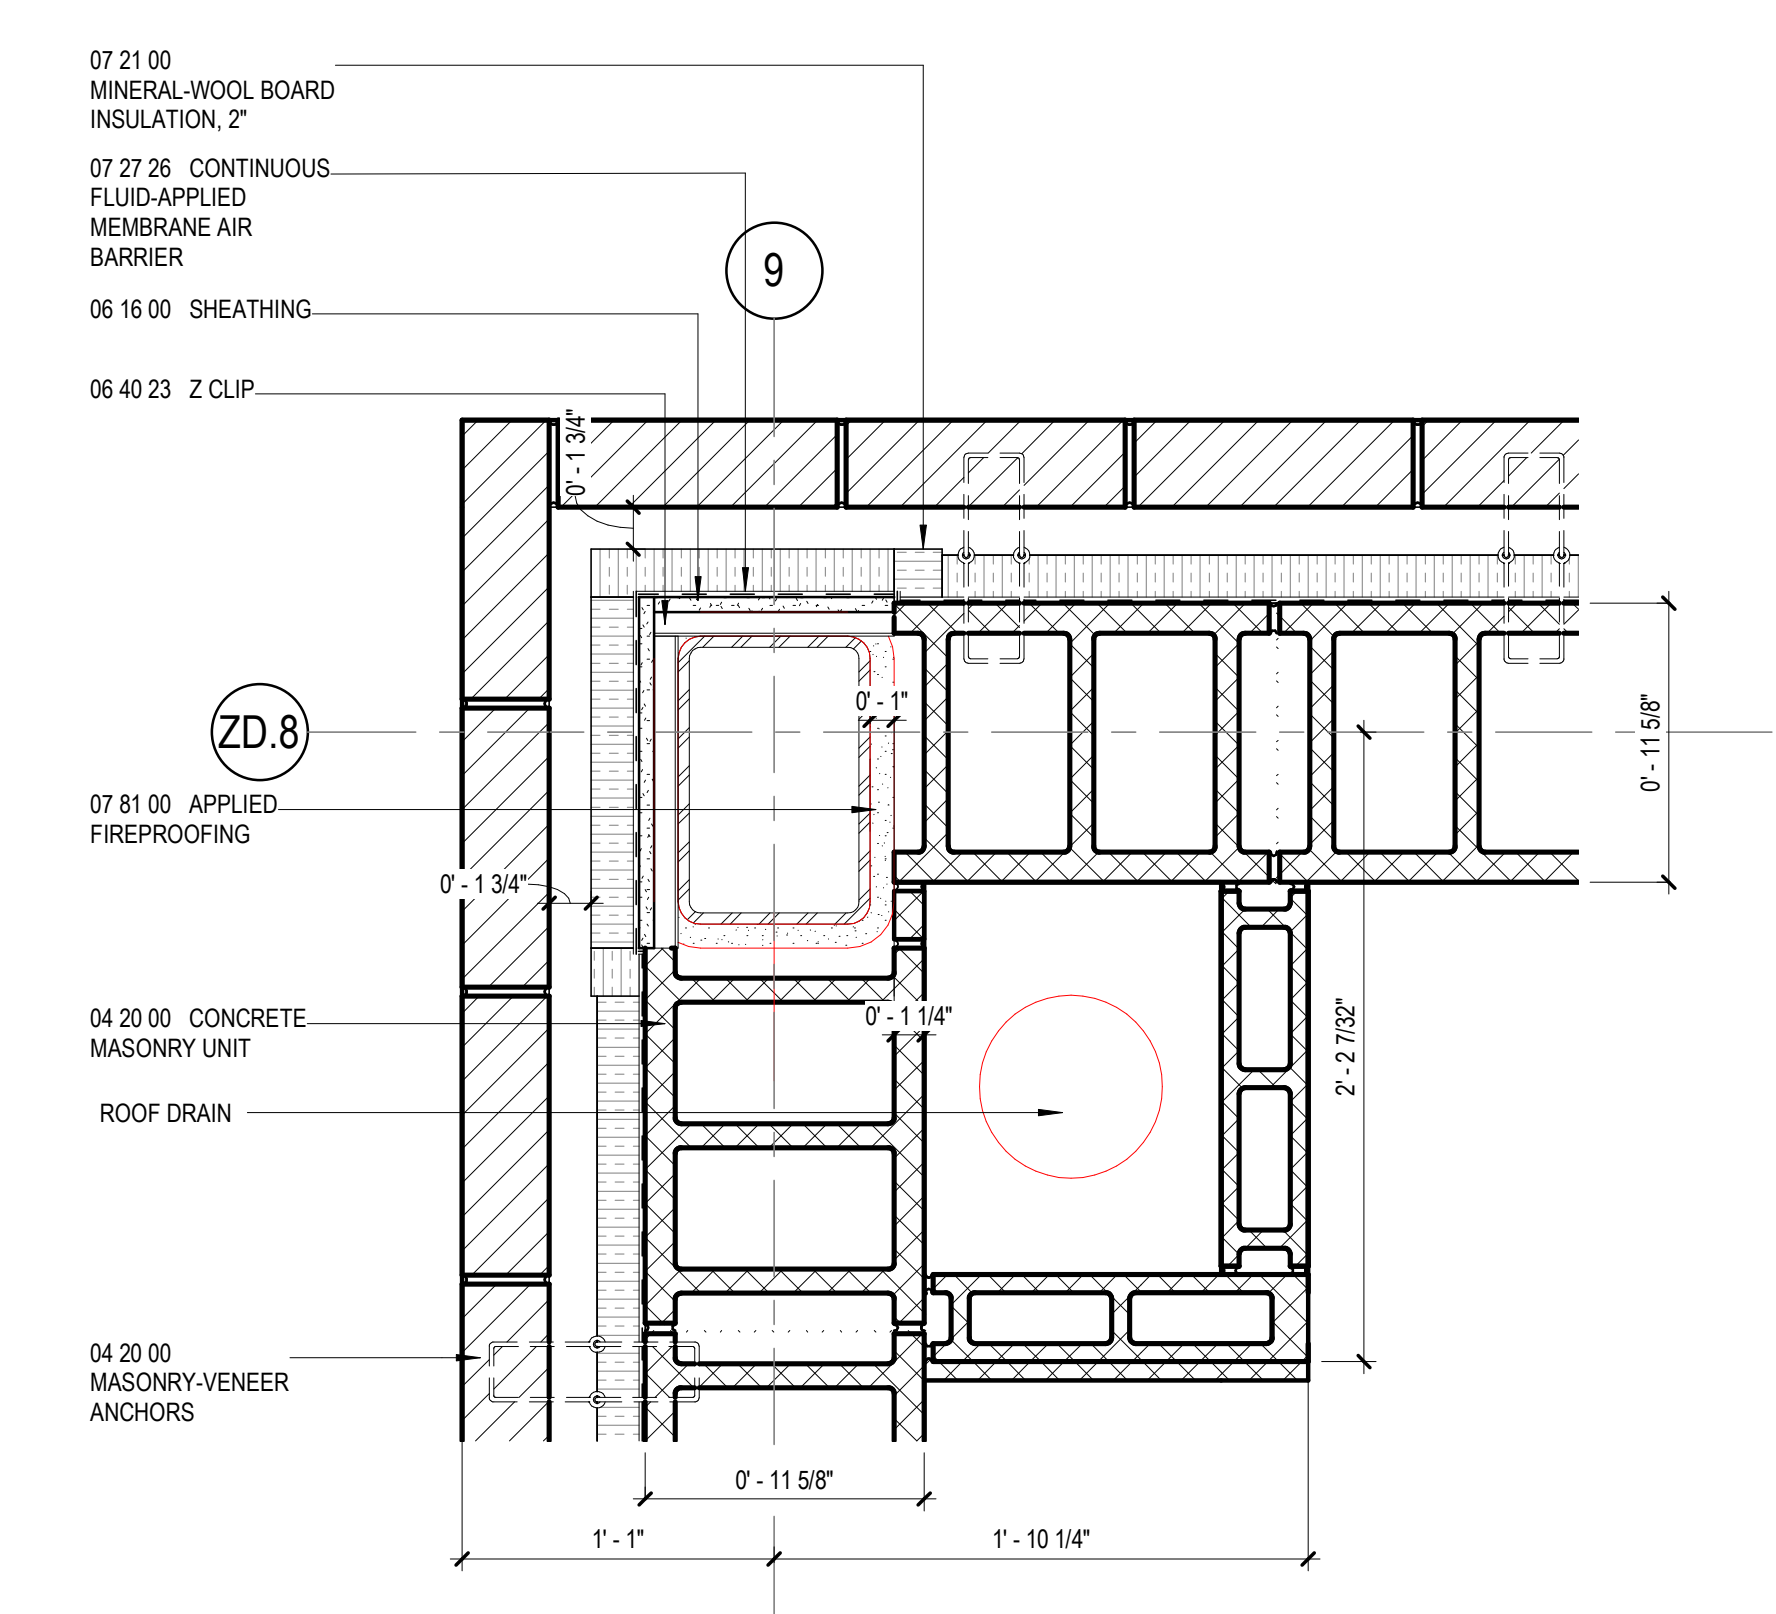 07 21 00
MINERAL-WOOL BOARD
INSULATION, 2"
07 27 26 CONTINUOUS
FLUID-APPLIED
MEMBRANE AIR
BARRIER
9
06 16 00 SHEATHING
06 40 23 Z CLIP
0' - 1 3/4"
0' - 1"
0' - 11 5/8"
ZD.8
07 81 00 APPLIED
FIREPROOFING
0' - 1 3/4"
04 20 00 CONCRETE
MASONRY UNIT
0' - 1 1/4"
2' - 2 7/32"
ROOF DRAIN
04 20 00
MASONRY-VENEER
ANCHORS
0' - 11 5/8"
1' - 1"
1' - 10 1/4"